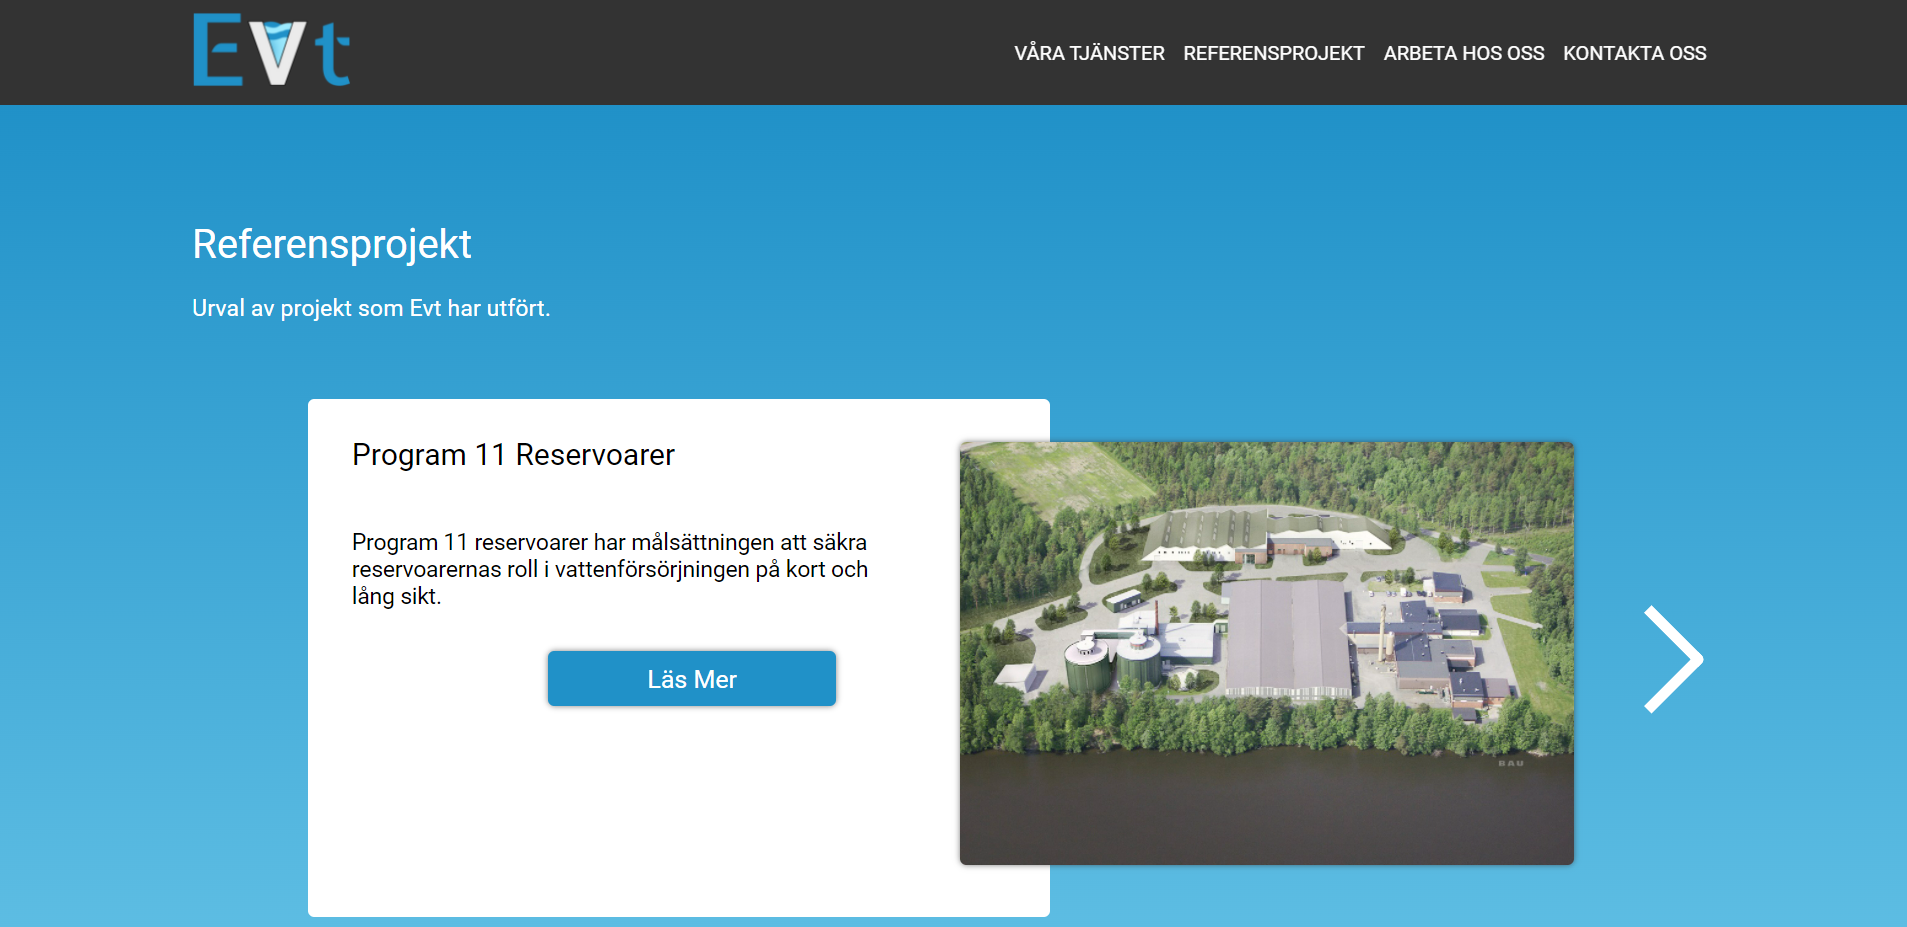 Evt
VÅRA TJÄNSTER REFERENSPROJEKT ARBETA HOS OSS KONTAKTA OSS
Referensprojekt
Urval av projekt som Evt har utfört.
Program 11 Reservoarer
Program 11 reservoarer har målsättningen att säkra
reservoarernas roll i vattenförsörjningen på kort och
lång sikt.
Läs Mer
BAU